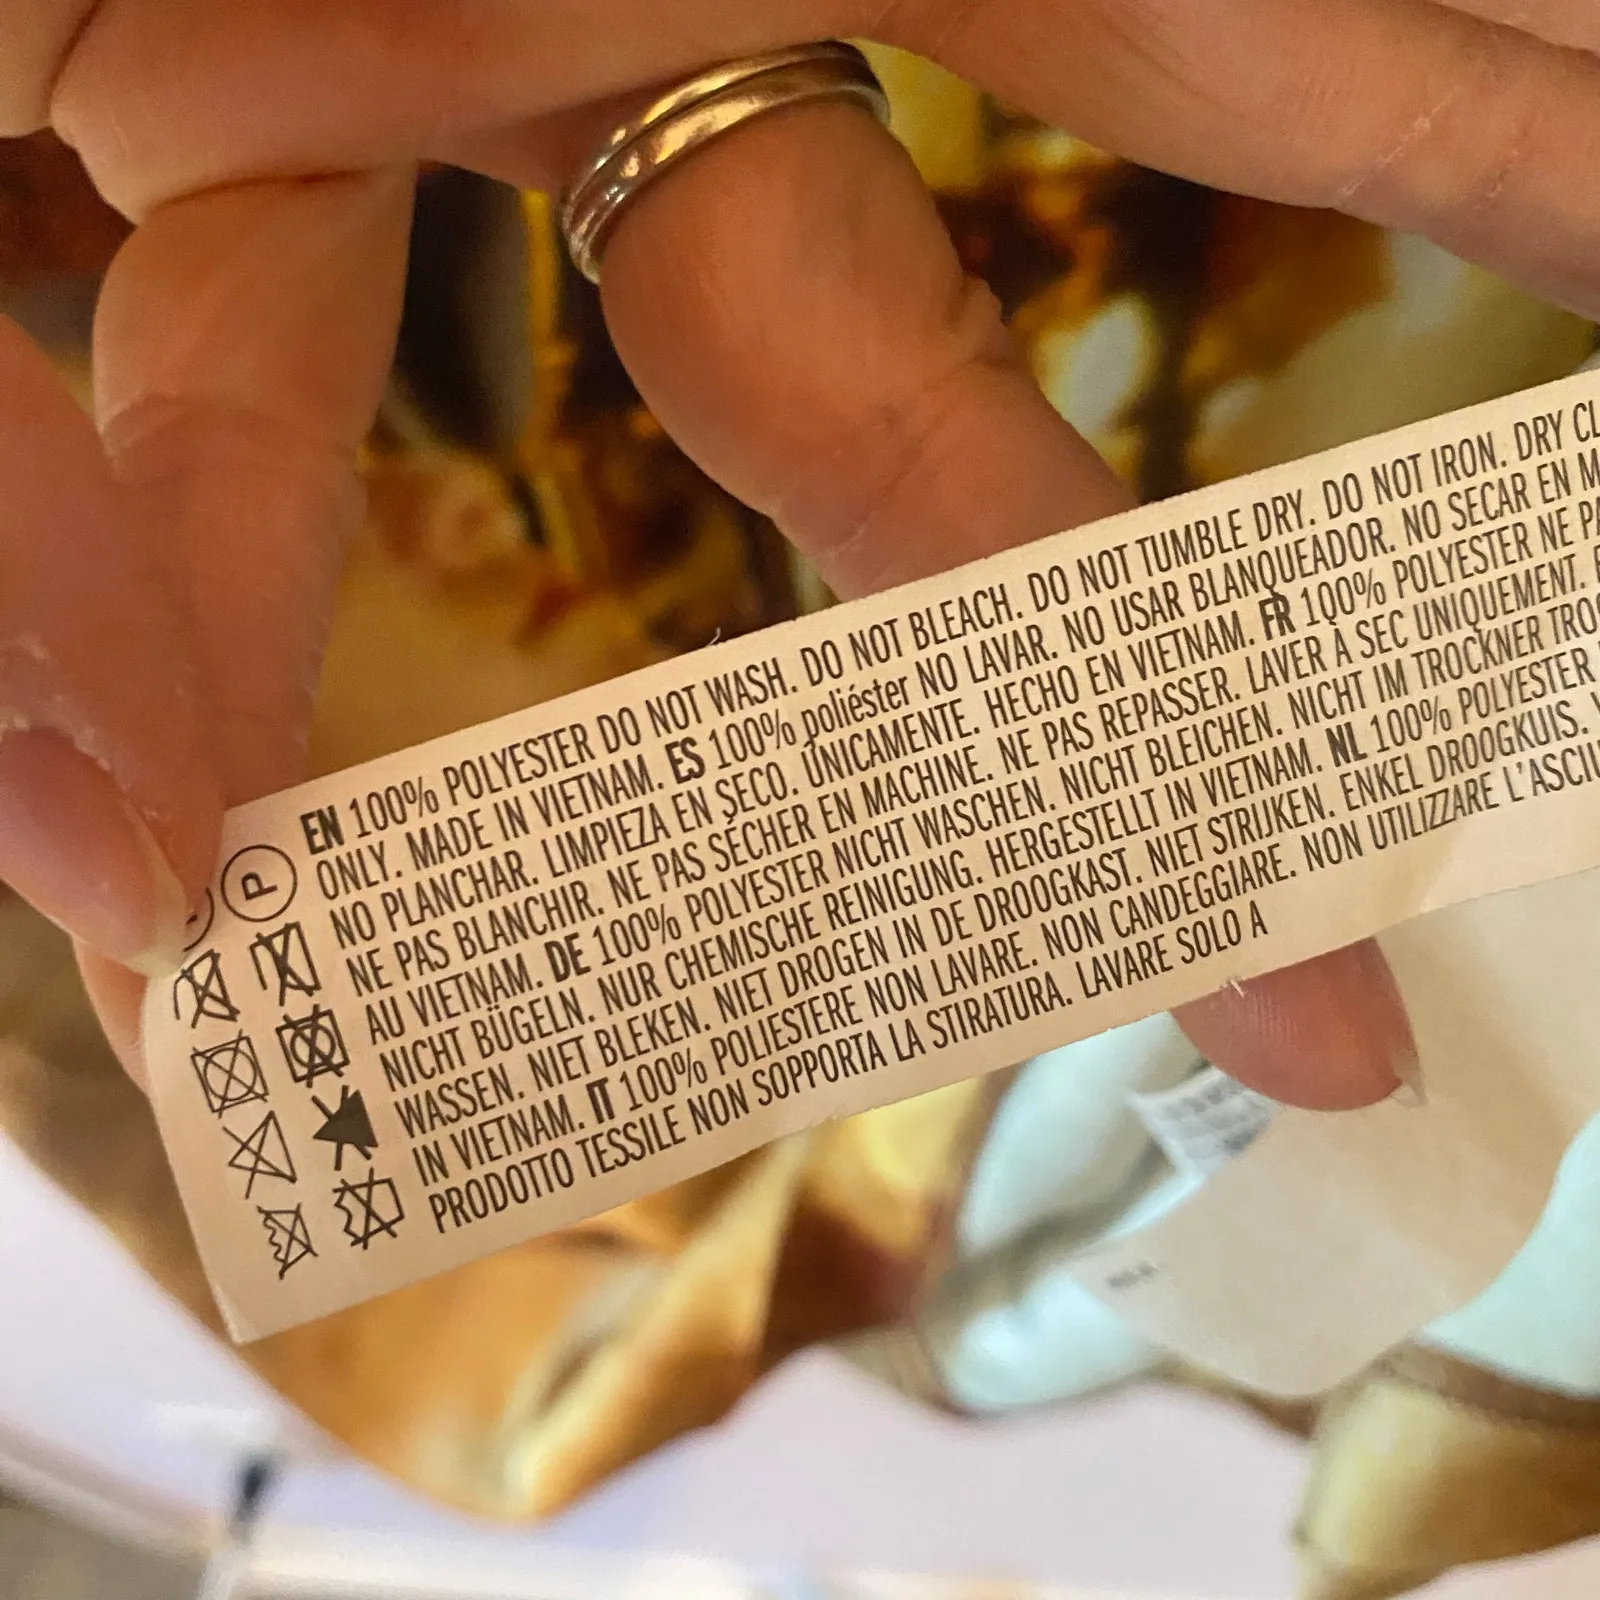 P
EN 100% POLYESTER DO NOT WASH. DO NOT BLEACH. DO NOT TUMBLE DRY. DO NOT IRON. DRY
ONLY. MADE IN VIETNAM. ES 100% poliéster NO LAVAR. NO USAR BLANQUEADOR. NO SECAR EN
NO PLANCHAR. LIMPIEZA EN SECO. ÚNICAMENTE. HECHO EN VIETNAM. FR 100% POLYESTER NE
NE PAS BLANCHIR. NE PAS SÉCHER EN MACHINE. NE PAS REPASSER. LAVER À SEC UNIQUEMENT.
AU VIETNAM. DE 100% POLYESTER NICHT WASCHEN. NICHT BLEICHEN. NICHT IM TROCKNER
NICHT BÜGELN. NUR CHEMISCHE REINIGUNG. HERGESTELLT IN VIETNAM. NL 100% POLYESTER
WASSEN. NIET BLEKEN. NIET DROGEN IN DE DROOGKAST. NIET STRIJKEN. ENKEL DROOGKUIS.
IN VIETNAM. IT 100% POLIESTERE NON LAVARE. NON CANDEGGIARE. NON UTILIZZARE
PRODOTTO TESSILE NON SOPPORTA LA STIRATURA. LAVARE SOLO A